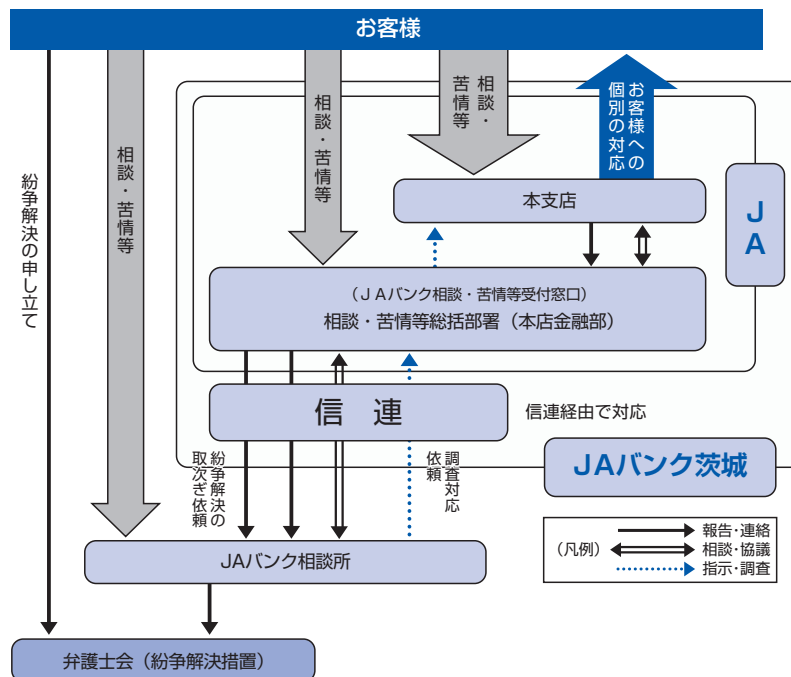 お客様
紛争解決の申し立て
相談・苦情等
相談・苦情等
相談・
苦情等
お客様への
個別の対応
本支店
JA
(JAバンク相談・苦情等受付窓口)
相談・苦情等総括部署(本店金融部)
信 連
信連経由で対応
紛争解決の
取次ぎ依頼
調査対応
依頼
JAバンク茨城
JAバンク相談所
(凡例)
報告・連絡
相談・協議
指示・調査
弁護士会(紛争解決措置)